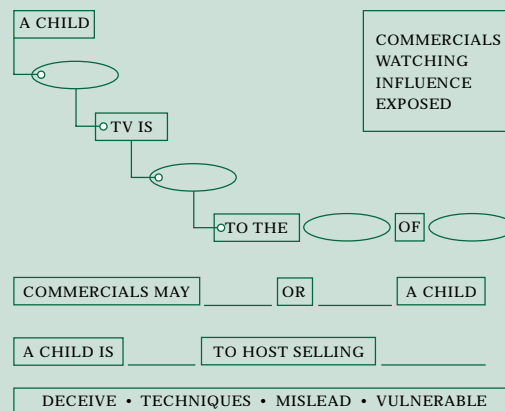 A CHILD
COMMERCIALS
WATCHING
INFLUENCE
EXPOSED
TV IS
TO THE OF
COMMERCIALS MAY OR A CHILD
A CHILD IS TO HOST SELLING
DECEIVE • TECHNIQUES • MISLEAD • VULNERABLE